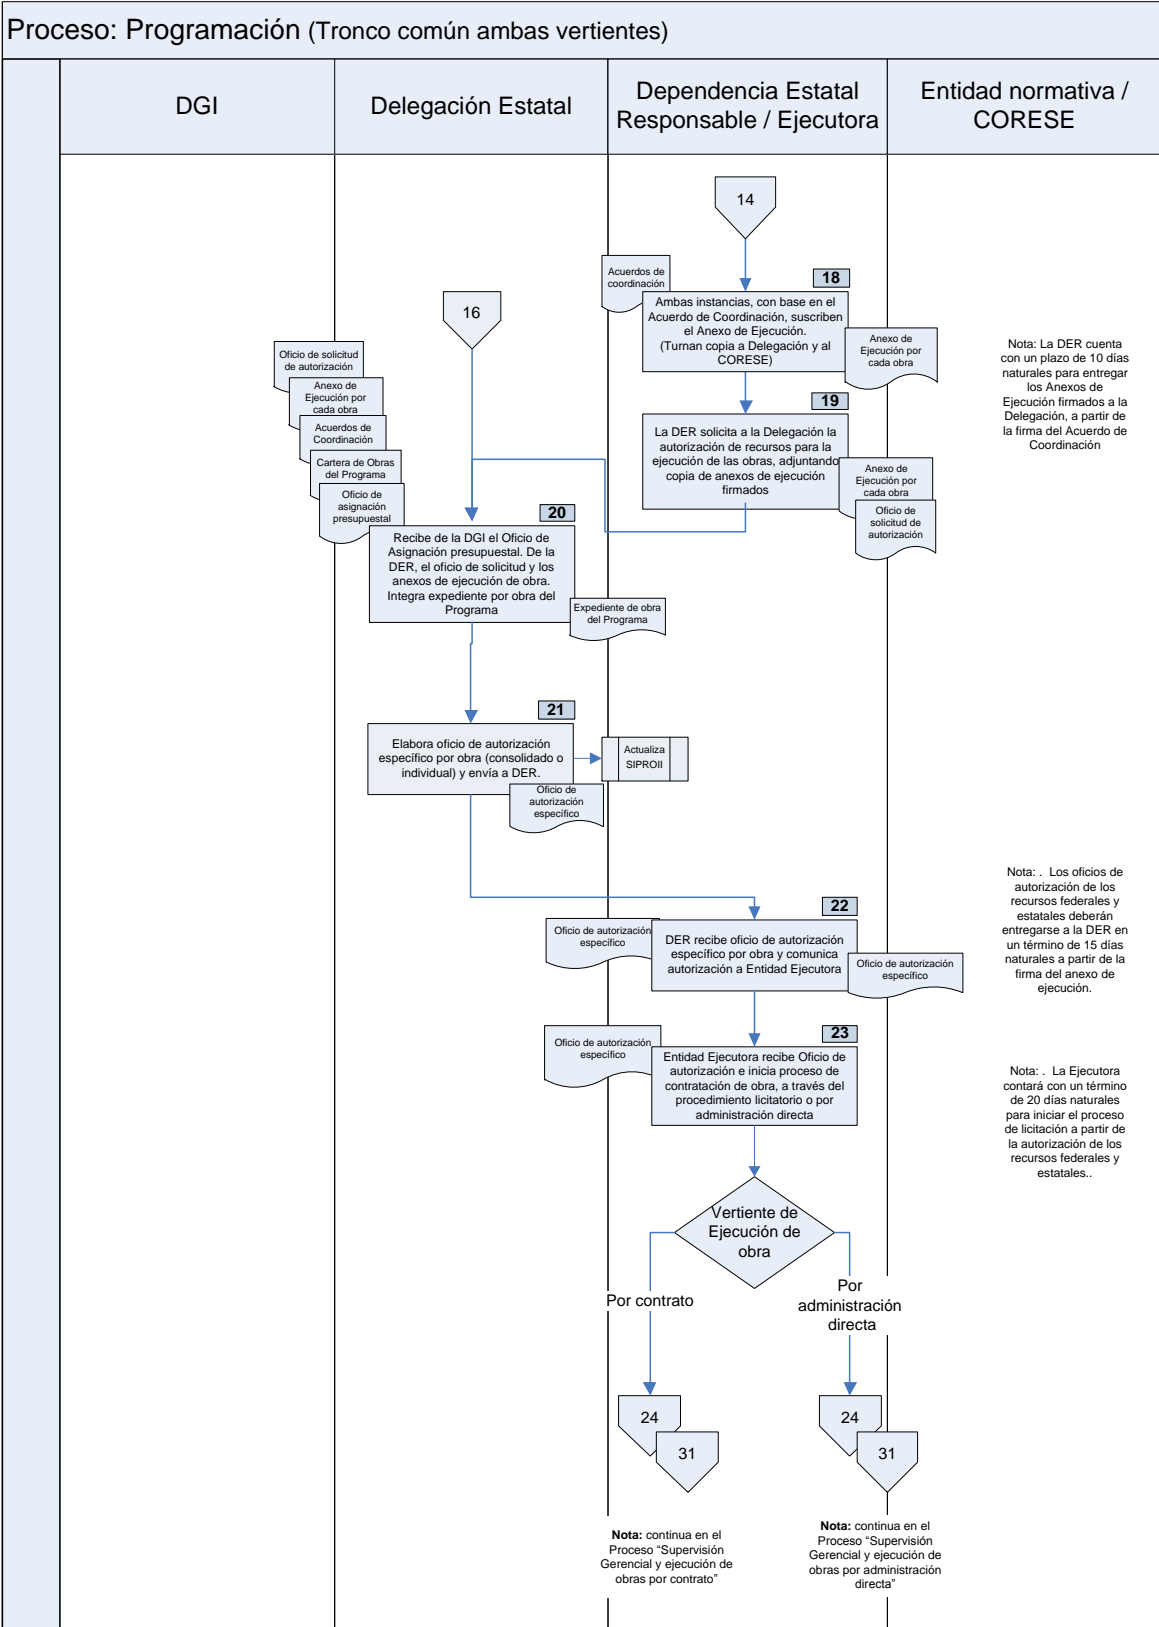 Proceso: Programación (Tronco común ambas vertientes)
DGI
Delegación Estatal
Dependencia Estatal
Responsable / Ejecutora
Entidad normativa /
CORESE
14
Acuerdos de
coordinación
18
Ambas instancias, con base en el
Acuerdo de Coordinación, suscriben
el Anexo de Ejecución.
(Turnan copia a Delegación y al
CORESE)
Anexo de
Ejecución por
cada obra
Nota: La DER cuenta
con un plazo de 10 días
naturales para entregar
los Anexos de
Ejecución firmados a la
Delegación, a partir de
la firma del Acuerdo de
Coordinación
16
Oficio de solicitud
de autorización
Anexo de
Ejecución por
cada obra
Acuerdos de
Coordinación
Cartera de Obras
del Programa
Oficio de
asignación
presupuestal
19
La DER solicita a la Delegación la
autorización de recursos para la
ejecución de las obras, adjuntando
copia de anexos de ejecución
firmados
Anexo de
Ejecución por
cada obra
Oficio de
solicitud de
autorización
20
Recibe de la DGI el Oficio de
Asignación presupuestal. De la
DER, el oficio de solicitud y los
anexos de ejecución de obra.
Integra expediente por obra del
Programa
Expediente de obra
del Programa
21
Elabora oficio de autorización
específico por obra (consolidado o
individual) y envía a DER.
Actualiza
SIPROII
Oficio de
autorización
específico
22
Oficio de autorización
específico
DER recibe oficio de autorización
específico por obra y comunica
autorización a Entidad Ejecutora
Oficio de autorización
específico
Nota: .  Los oficios de
autorización de los
recursos federales y
estatales deberán
entregarse a la DER en
un término de 15 días
naturales a partir de la
firma del anexo de
ejecución.
23
Oficio de autorización
específico
Entidad Ejecutora recibe Oficio de
autorización e inicia proceso de
contratación de obra, a través del
procedimiento licitatorio o por
administración directa
Nota: .  La Ejecutora
contará con un término
de 20 días naturales
para iniciar el proceso
de licitación a partir de
la autorización de los
recursos federales y
estatales..
Vertiente de
Ejecución de
obra
Por contrato
Por
administración
directa
24
31
24
31
Nota: continua en el
Proceso “Supervisión
Gerencial y ejecución de
obras por contrato”
Nota: continua en el
Proceso “Supervisión
Gerencial y ejecución de
obras por administración
directa”